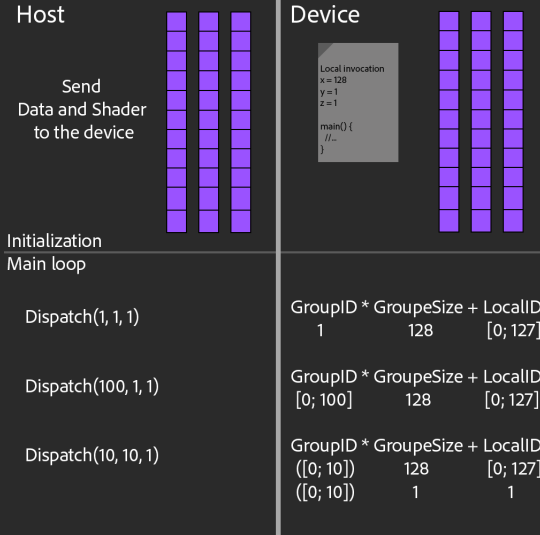 Host
Send
Data and Shader
to the device
Initialization
Main loop
Dispatch(1, 1, 1)
Dispatch(100, 1, 1)
Dispatch(10, 10, 1)
Device
Local invocation
x = 128
y = 1
z = 1
main() {
//...
}
GroupID * GroupeSize + LocalID
1 128 [0; 127]
GroupID * GroupeSize + LocalID
[0; 100] 128 [0; 127]
GroupID * GroupeSize + LocalID
([0; 10]) 128 [0; 127]
([0; 10]) 1 1